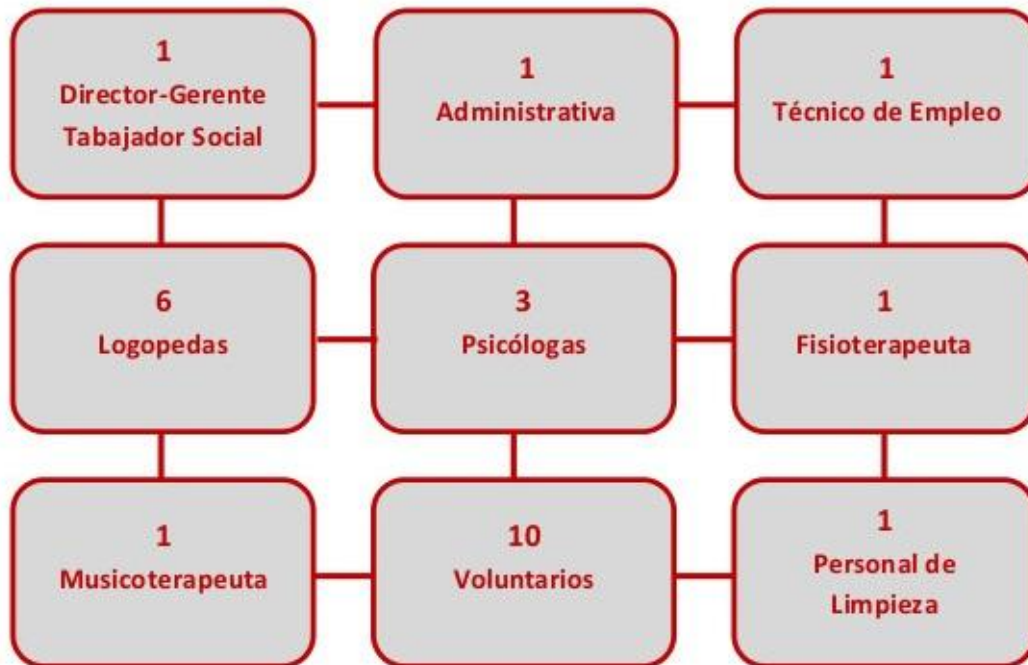 1
Director-Gerente
Tabajador Social
1
Administrativa
1
Técnico de Empleo
6
Logopedas
3
Psicólogas
1
Fisioterapeuta
1
Musicoterapeuta
10
Voluntarios
1
Personal de
Limpieza